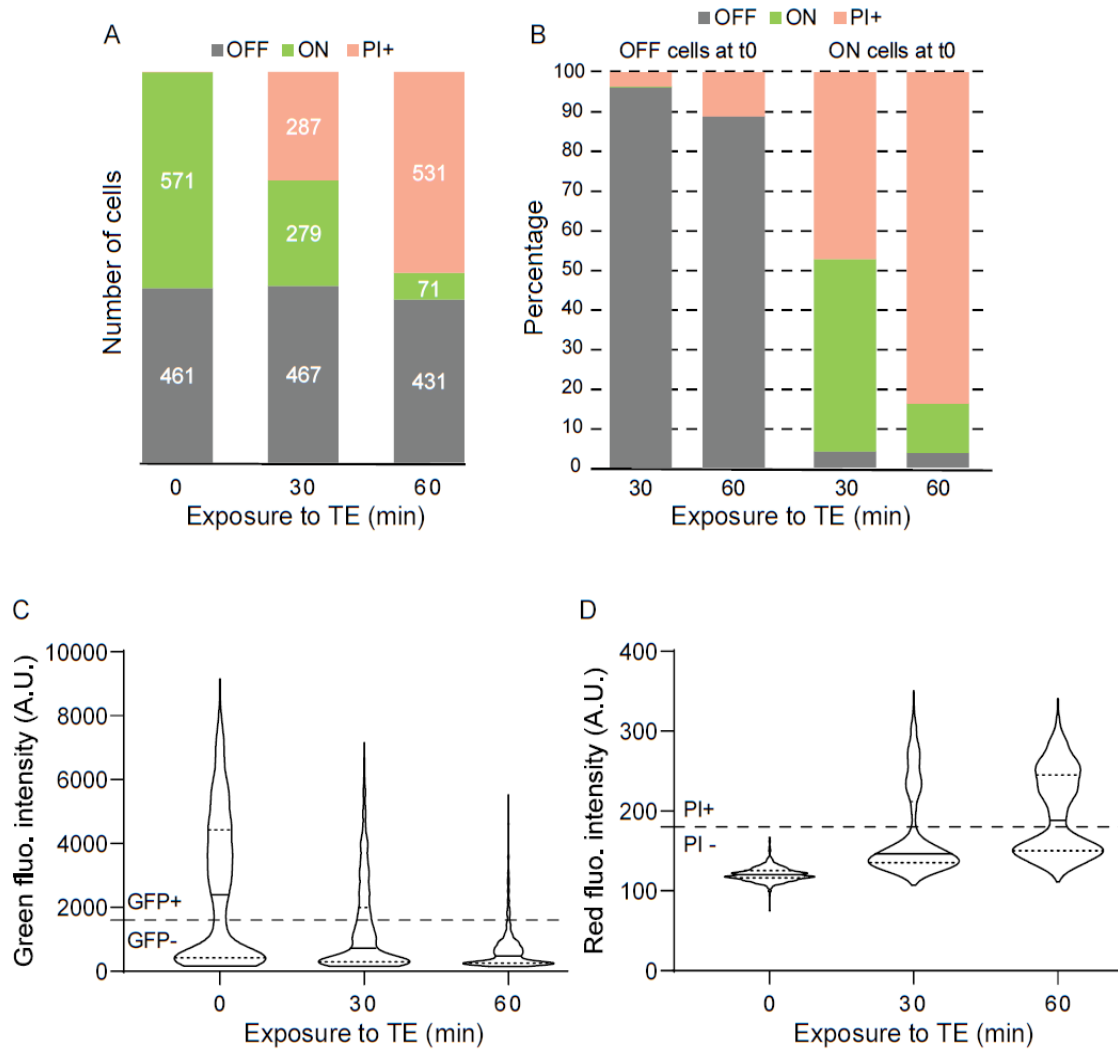 A
OFF ON PI+
Number of cells
571
461
287
279
467
531
71
431
0 30 60
Exposure to TE (min)
B
OFF ON PI+
OFF cells at t0 ON cells at t0
Percentage
100
90
80
70
60
50
40
30
20
10
0
30 60 30 60
Exposure to TE (min)
C
Green fluo. intensity (A.U.)
10000
8000
6000
4000
2000
0
GFP+
GFP-
0 30 60
Exposure to TE (min)
D
Red fluo. intensity (A.U.)
400
300
200
100
0
PI+
PI -
0 30 60
Exposure to TE (min)